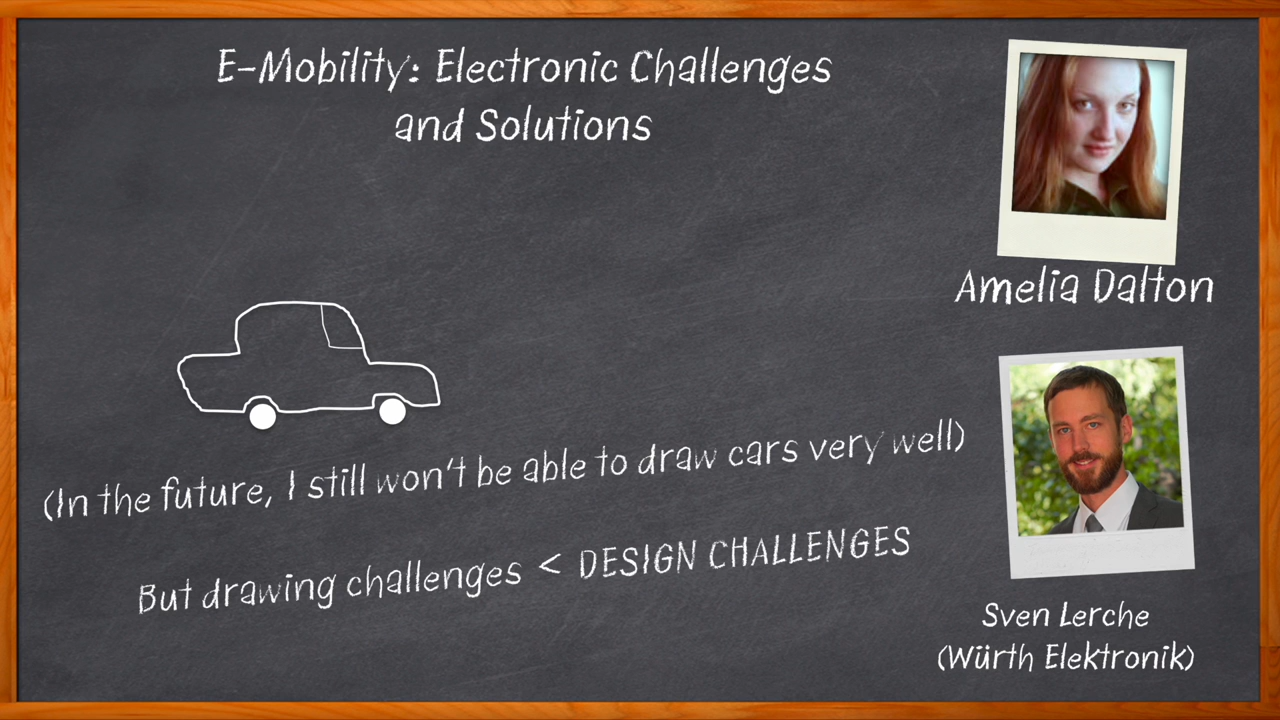 E-Mobility: Electronic Challenges
and Solutions
Amelia Dalton
(In the future, I still won't be able to draw cars very well)
But drawing challenges < DESIGN CHALLENGES
Sven Lerche
(Würth Elektronik)